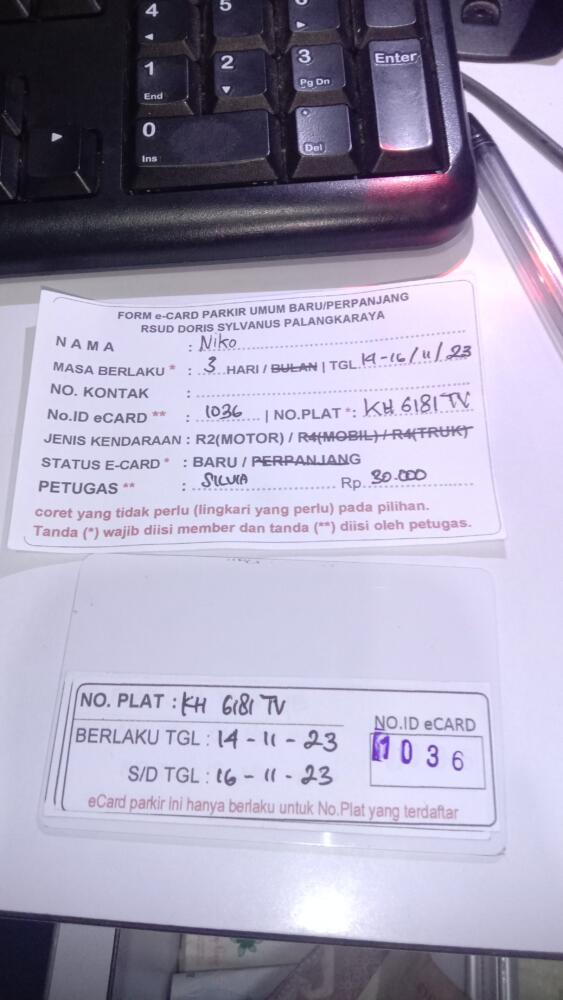 4
5
6
1
End
2
3
Pg Dn
Enter
0
Ins
Del
FORM e-CARD PARKIR UMUM BARU/PERPANJANG
RSUD DORIS SYLVANUS PALANGKARAYA
NAMA : Niko
MASA BERLAKU * : 3 HARI / BULAN | TGL. 14-16/11/23
NO. KONTAK :
No.ID eCARD ** : 1036 | NO.PLAT *: KH 6181 TV
JENIS KENDARAAN : R2(MOTOR) / R4(MOBIL) / R4(TRUK)
STATUS E-CARD * : BARU / PERPANJANG
PETUGAS ** : SILVIA Rp. 30.000
coret yang tidak perlu (lingkari yang perlu) pada pilihan.
Tanda (*) wajib diisi member dan tanda (**) diisi oleh petugas.
NO. PLAT : KH 6181 TV
NO.ID eCARD
BERLAKU TGL : 14-11-23
1036
S/D TGL : 16-11-23
eCard parkir ini hanya berlaku untuk No.Plat yang terdaftar